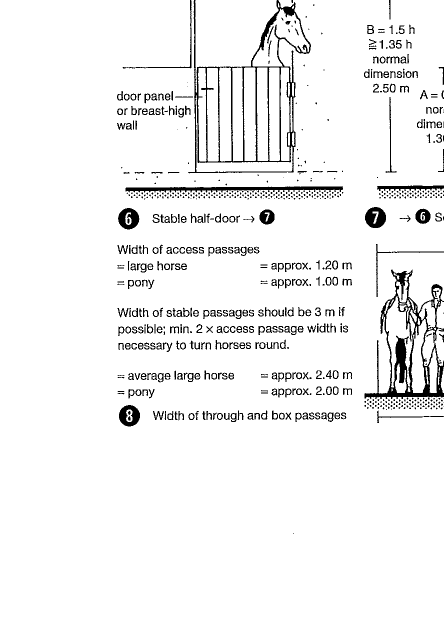 B = 1.5 h
≧1.35 h
normal
dimension
2.50 m
A =
1.3
door panel
or breast-high
wall
6 Stable half-door → 7
7 → 6
Width of access passages
= large horse = approx. 1.20 m
= pony = approx. 1.00 m
Width of stable passages should be 3 m if
possible; min. 2 × access passage width is
necessary to turn horses round.
= average large horse = approx. 2.40 m
= pony = approx. 2.00 m
8 Width of through and box passages